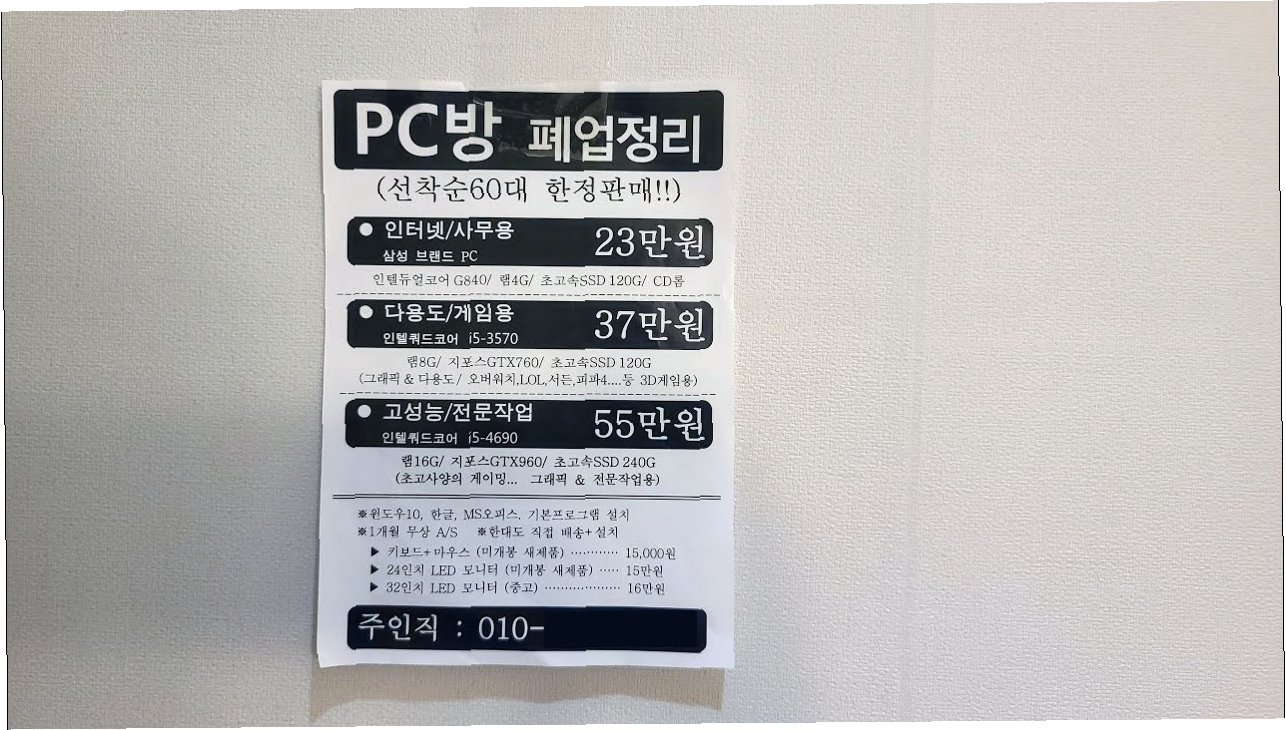 PC방 폐업정리
(선착순60대 한정판매!!)
● 인터넷/사무용 23만원
삼성 브랜드 PC
인텔듀얼코어 G840/ 램4G/ 초고속SSD 120G/ CD롬
● 다용도/게임용 37만원
인텔쿼드코어 i5-3570
램8G/ 지포스GTX760/ 초고속SSD 120G
(그래픽 & 다용도/ 오버워치,LOL,서든,피파4....등 3D게임용)
● 고성능/전문작업 55만원
인텔쿼드코어 i5-4690
램16G/ 지포스GTX960/ 초고속SSD 240G
(초고사양의 게이밍... 그래픽 & 전문작업용)
※윈도우10, 한글, MS오피스. 기본프로그램 설치
※1개월 무상 A/S ※한대도 직접 배송+설치
▶ 키보드+마우스 (미개봉 새제품) ············ 15,000원
▶ 24인치 LED 모니터 (미개봉 새제품) ····· 15만원
▶ 32인치 LED 모니터 (중고) ·················· 16만원
주인직 : 010-